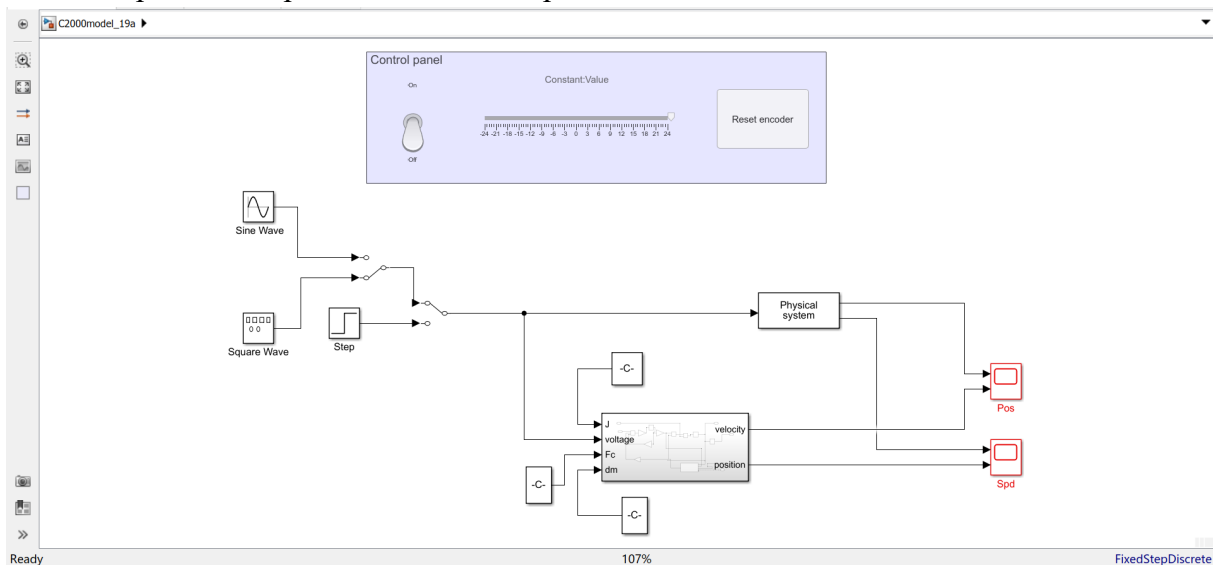 C2000model_19a
Control panel
On
Off
Constant:Value
-24 -21 -18 -15 -12 -9 -6 -3 0 3 6 9 12 15 18 21 24
Reset encoder
Sine Wave
Square Wave
Step
Physical
system
-C-
J
voltage
Fc
dm
velocity
position
-C-
-C-
Pos
Spd
Ready
107%
FixedStepDiscrete